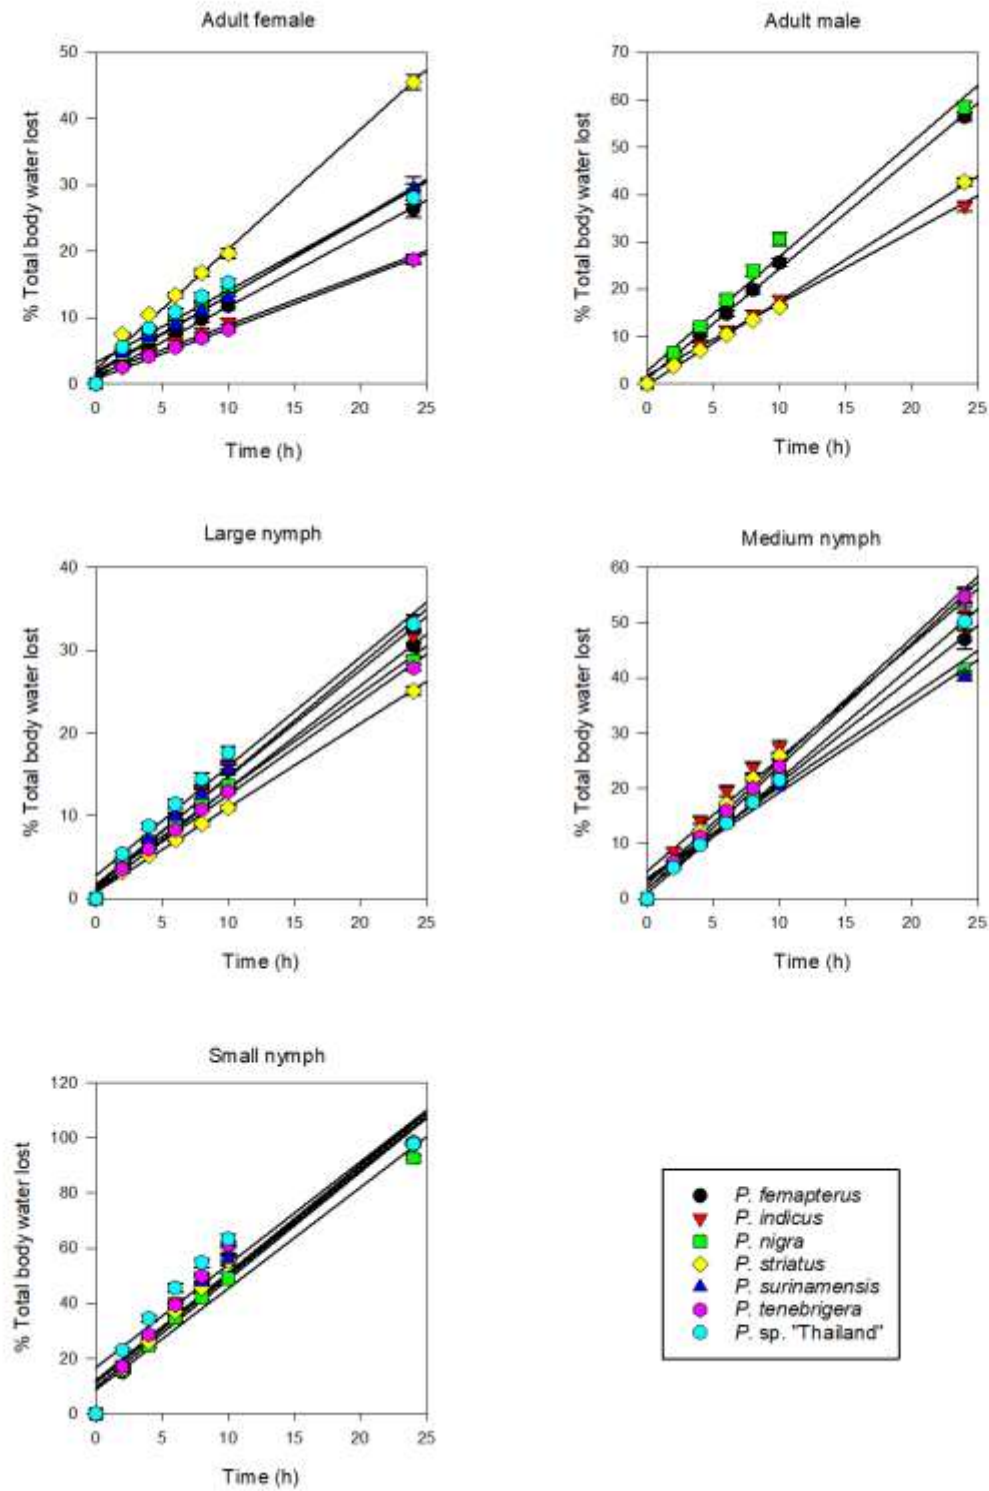 Adult female
% Total body water lost
50
40
30
20
10
0
0 5 10 15 20 25
Time (h)
Adult male
% Total body water lost
70
60
50
40
30
20
10
0
0 5 10 15 20 25
Time (h)
Large nymph
% Total body water lost
40
30
20
10
0
0 5 10 15 20 25
Time (h)
Medium nymph
% Total body water lost
60
50
40
30
20
10
0
0 5 10 15 20 25
Time (h)
Small nymph
% Total body water lost
120
100
80
60
40
20
0
0 5 10 15 20 25
Time (h)
P. femapterus
P. indicus
P. nigra
P. striatus
P. surinamensis
P. tenebrigera
P. sp. "Thailand"